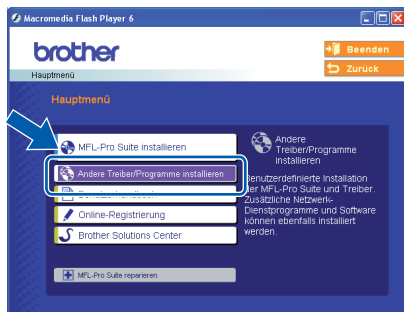 Macromedia Flash Player 6
brother
Beenden
Zurück
Hauptmenü
Hauptmenü
MFL-Pro Suite installieren
Andere Treiber/Programme installieren
Online-Registrierung
Brother Solutions Center
MFL-Pro Suite reparieren
Andere
Treiber/Programme
installieren
Benutzerdefinierte Installation
der MFL-Pro Suite und Treiber.
Zusätzliche Netzwerk-
Dienstprogramme und Software
können ebenfalls installiert
werden.